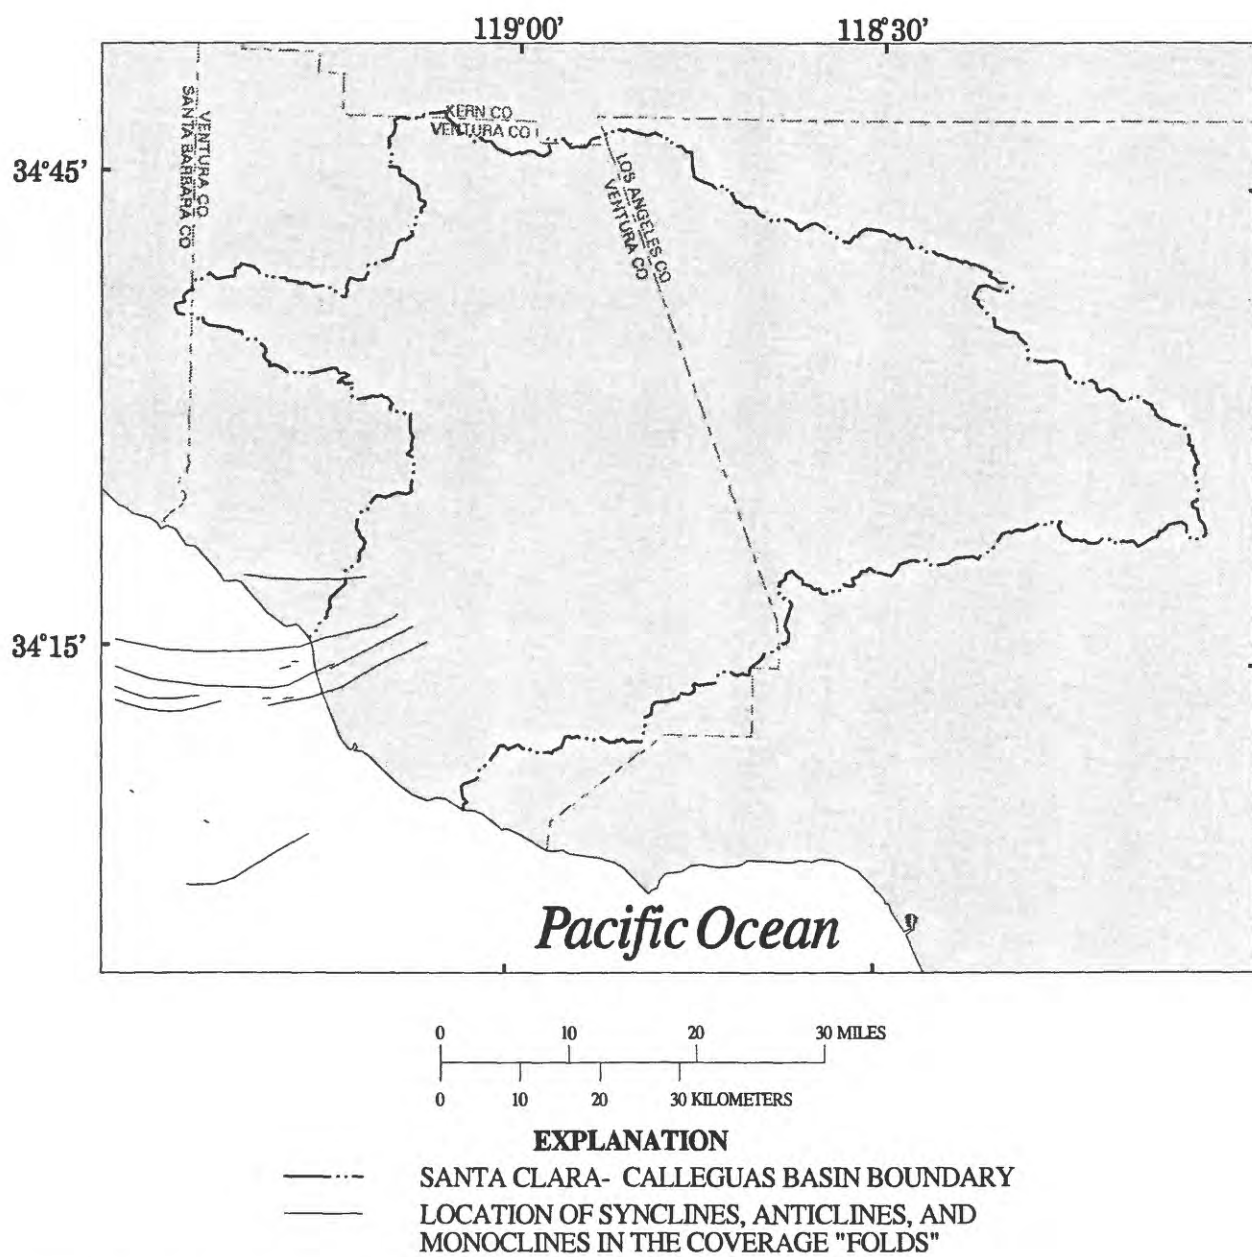 119°00' 118°30'
KERN CO
VENTURA CO
VENTURA CO
SANTA BARBARA CO
34°45'
LOS ANGELES CO
VENTURA CO
34°15'
Pacific Ocean
0 10 20 30 MILES
0 10 20 30 KILOMETERS
EXPLANATION
SANTA CLARA- CALLEGUAS BASIN BOUNDARY
LOCATION OF SYNCLINES, ANTICLINES, AND
MONOCLINES IN THE COVERAGE "FOLDS"